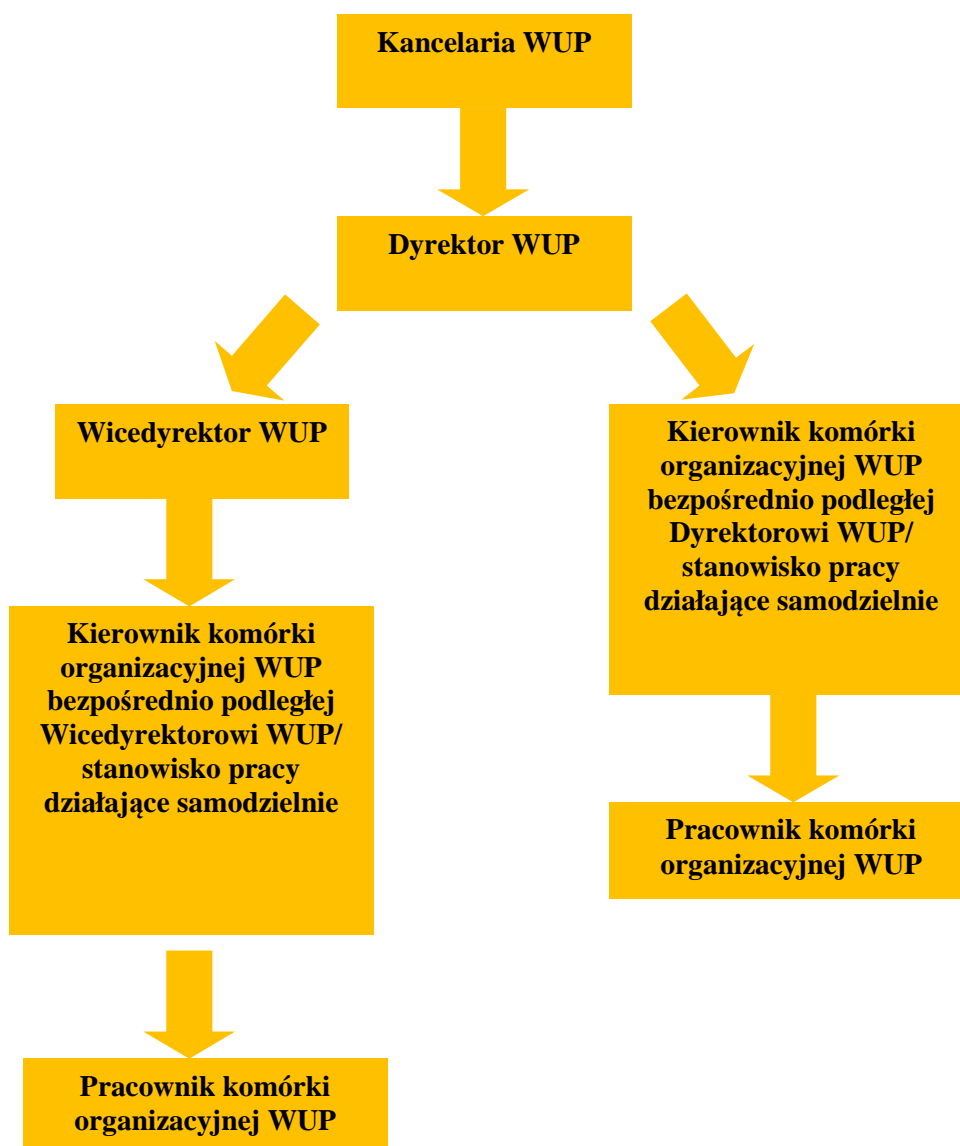 Kancelaria WUP
Dyrektor WUP
Wicedyrektor WUP
Kierownik komórki
organizacyjnej WUP
bezpośrednio podległej
Wicedyrektorowi WUP/
stanowisko pracy
działające samodzielnie
Pracownik komórki
organizacyjnej WUP
Kierownik komórki
organizacyjnej WUP
bezpośrednio podległej
Dyrektorowi WUP/
stanowisko pracy
działające samodzielnie
Pracownik komórki
organizacyjnej WUP